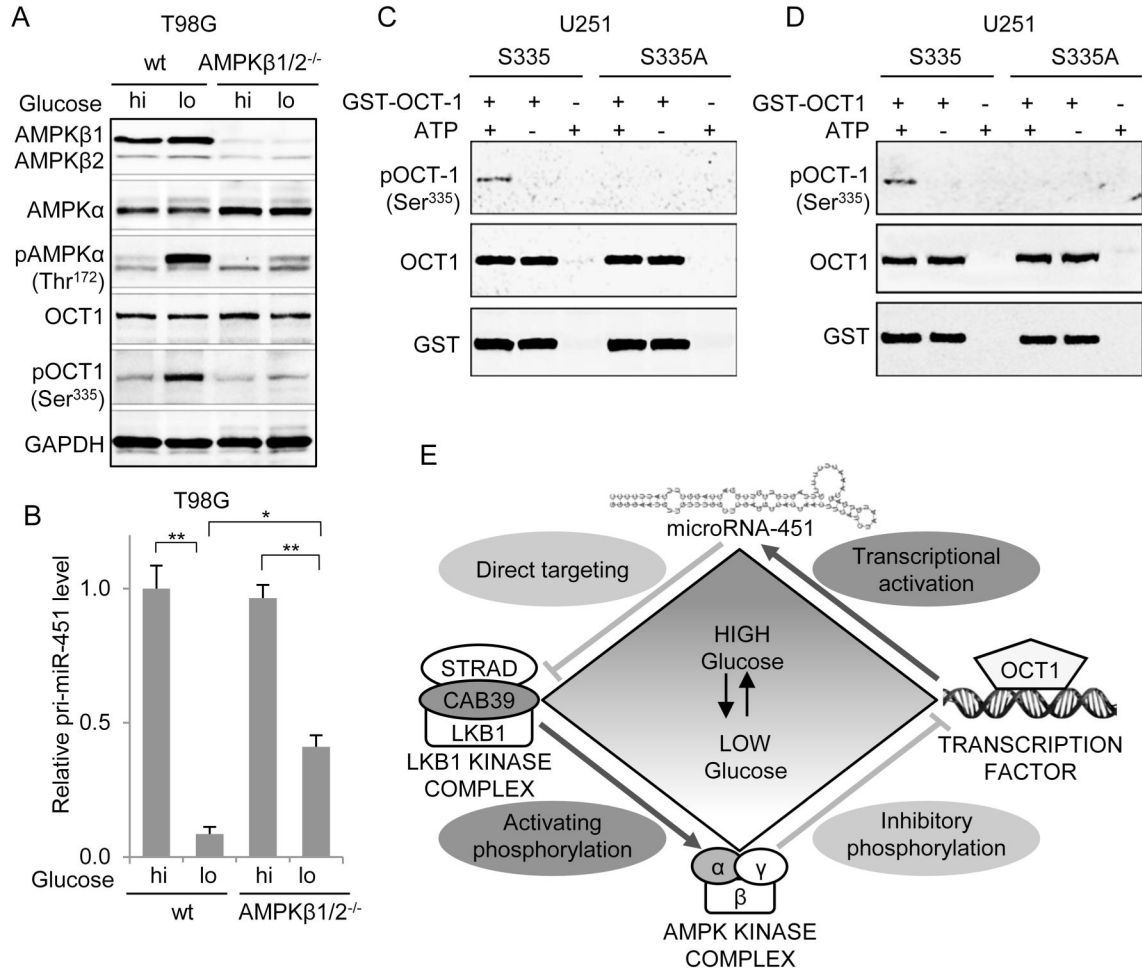 A
T98G
wt AMPKβ1/2-/-
Glucose hi lo hi lo
AMPKβ1
AMPKβ2
AMPKα
pAMPKα
(Thr172)
OCT1
pOCT1
(Ser335)
GAPDH
B
T98G
Relative pri-miR-451 level
** * **
1.0
0.5
0.0
Glucose hi lo hi lo
wt AMPKβ1/2-/-
C
U251
S335 S335A
GST-OCT-1 + + - + + -
ATP + - + + - +
pOCT-1
(Ser335)
OCT1
GST
D
U251
S335 S335A
GST-OCT1 + + - + + -
ATP + - + + - +
pOCT-1
(Ser335)
OCT1
GST
E
microRNA-451
Direct targeting
Transcriptional
activation
HIGH
Glucose
LOW
Glucose
STRAD
CAB39
LKB1
LKB1 KINASE
COMPLEX
OCT1
TRANSCRIPTION
FACTOR
Activating
phosphorylation
Inhibitory
phosphorylation
α γ
β
AMPK KINASE
COMPLEX